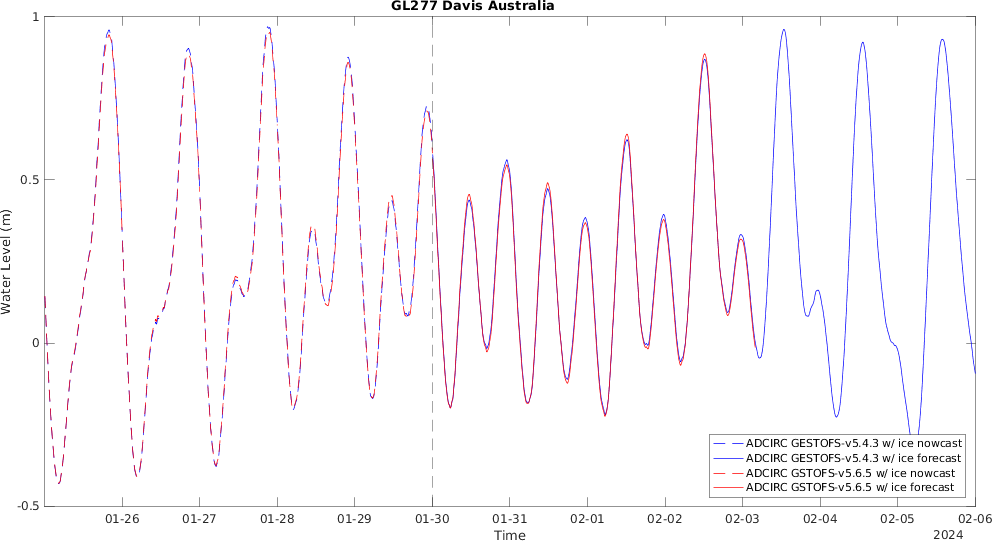 GL277 Davis Australia
Water Level (m)
1
0.5
0
-0.5
01-26 01-27 01-28 01-29 01-30 01-31 02-01 02-02 02-03 02-04 02-05 02-06
Time
2024
ADCIRC GESTOFS-v5.4.3 w/ ice nowcast
ADCIRC GESTOFS-v5.4.3 w/ ice forecast
ADCIRC GSTOFS-v5.6.5 w/ ice nowcast
ADCIRC GSTOFS-v5.6.5 w/ ice forecast